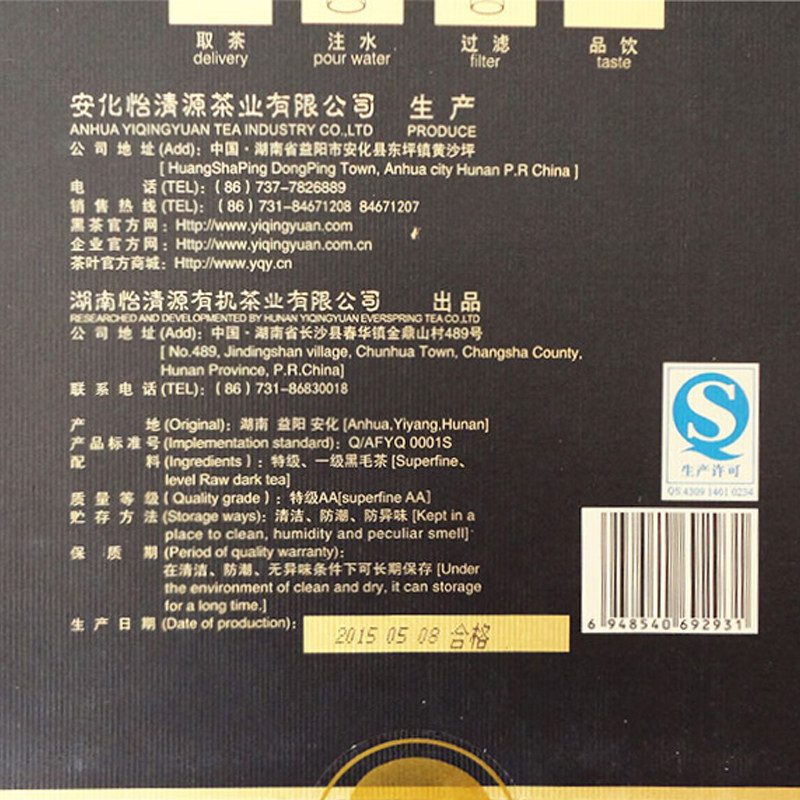 取茶 注水 过滤 品饮
delivery pour water filter taste
安化怡清源茶业有限公司 生产
ANHUA YIQINGYUAN TEA INDUSTRY CO.,LTD PRODUCE
公司地址(Add)：中国·湖南省益阳市安化县东坪镇黄沙坪
[ HuangShaPing DongPing Town, Anhua city Hunan P.R China ]
电话(TEL)：( 86 ) 737-7826889
销售热线(TEL)：( 86 ) 731-84671208 84671207
黑茶官方网：Http://www.yiqingyuan.com
企业官方网：Http://www.yiqingyuan.com.cn
茶叶官方商城：Http://www.yqy.cn
湖南怡清源有机茶业有限公司 出品
RESEARCHED AND DEVELOPMENTED BY HUNAN YIQINGYUAN EVERSPRING TEA CO.,LTD
公司地址(Add)：中国·湖南省长沙县春华镇金鼎山村489号
[ No.489, Jindingshan village, Chunhua Town, Changsha County,
Hunan Province, P.R.China]
联系电话(TEL)：( 86 ) 731-86830018
产地(Original)：湖南 益阳 安化 [Anhua,Yiyang,Hunan]
产品标准号(Implementation standard)：Q/AFYQ 0001S
配料(Ingredients )：特级、一级黑毛茶 [Superfine、
level Raw dark tea]
质量等级( Quality grade )：特级AA[superfine AA]
贮存方法(Storage ways)：清洁、防潮、防异味 [Kept in a
place to clean, humidity and peculiar smell]
保质期(Period of quality warranty)：
在清洁、防潮、无异味条件下可长期保存 [Under
the environment of clean and dry, it can storage
for a long time.]
生产日期(Date of production)：
2015 05 08 合格
生产许可
QS 4309 1401 0234
6 948540 692931